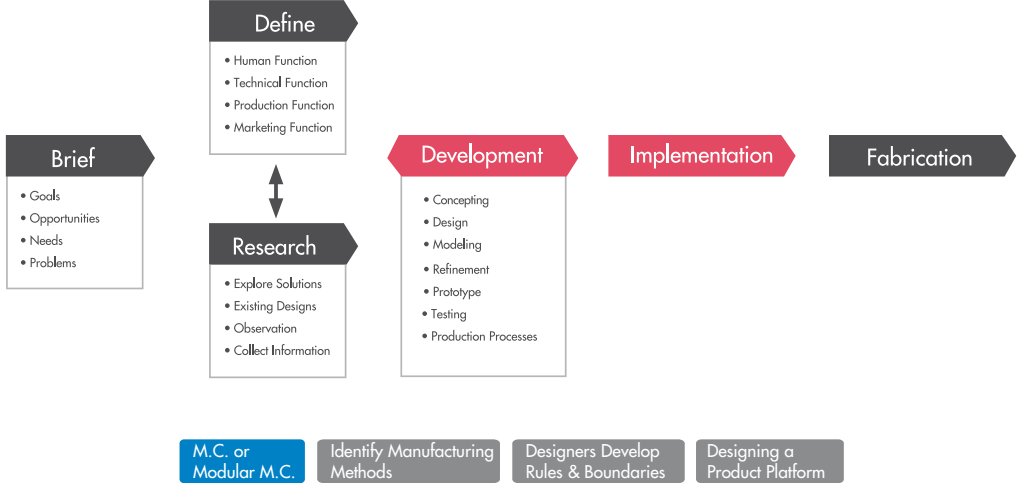 Brief
• Goals
• Opportunities
• Needs
• Problems
Define
• Human Function
• Technical Function
• Production Function
• Marketing Function
Research
• Explore Solutions
• Existing Designs
• Observation
• Collect Information
Development
• Concepting
• Design
• Modeling
• Refinement
• Prototype
• Testing
• Production Processes
Implementation
Fabrication
M.C. or
Modular M.C.
Identify Manufacturing
Methods
Designers Develop
Rules & Boundaries
Designing a
Product Platform